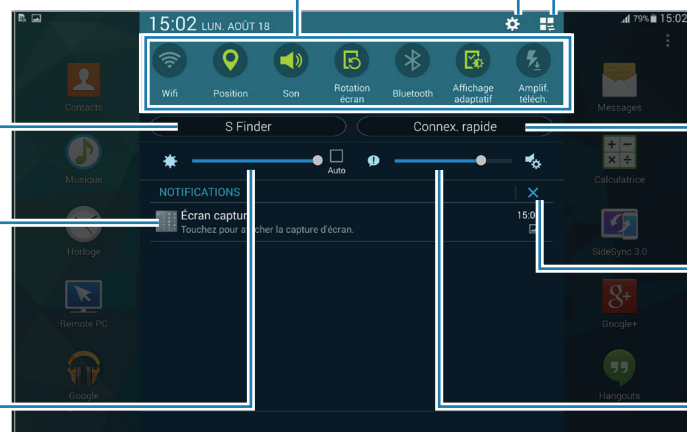 15:02 LUN. AOÛT 18
79% 15:02
Wifi
Position
Son
Rotation écran
Bluetooth
Affichage adaptatif
Amplif. téléch.
S Finder
Connex. rapide
Auto
NOTIFICATIONS
Écran capturé
15:0
Touchez pour afficher la capture d'écran.
Contacts
Messages
Musique
Calculatrice
Horloge
SideSync 3.0
Remote PC
Google+
Google
Hangouts